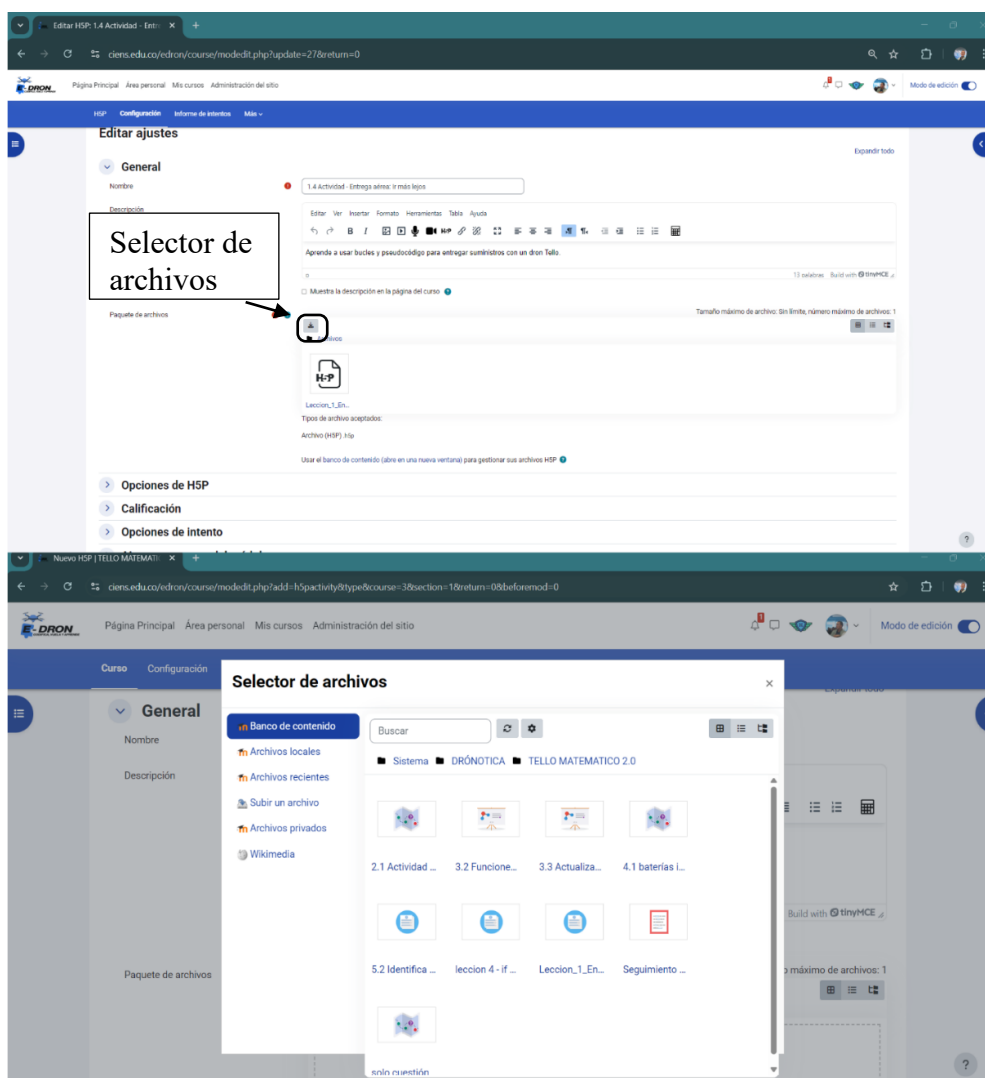 Editar H5P: 1.4 Actividad - Entr
ciens.edu.co/edron/course/modedit.php?update=27&return=0
E-DRON
Página Principal Área personal Mis cursos Administración del sitio
Modo de edición
H5P Configuración Informe de intentos Más
Editar ajustes
Expandir todo
General
Nombre
1.4 Actividad - Entrega aérea: Ir más lejos
Descripción
Editar Ver Insertar Formato Herramientas Tabla Ayuda
B I H5P
Aprende a usar bucles y pseudocódigo para entregar suministros con un dron Tello.
p
13 palabras Build with tinyMCE
Selector de
archivos
Muestra la descripción en la página del curso
Paquete de archivos
Tamaño máximo de archivo: Sin límite, número máximo de archivos: 1
Archivos
H5P
Leccion_1_En...
Tipos de archivo aceptados:
Archivo (H5P) .h5p
Usar el banco de contenido (abre en una nueva ventana) para gestionar sus archivos H5P
Opciones de H5P
Calificación
Opciones de intento
Nuevo H5P | TELLO MATEMATI
ciens.edu.co/edron/course/modedit.php?add=h5pactivity&type&course=3&section=1&return=0&beforemod=0
E-DRON
Página Principal Área personal Mis cursos Administración del sitio
1
Modo de edición
Curso Configuración
Selector de archivos
General
Nombre
Descripción
Banco de contenido
Archivos locales
Archivos recientes
Subir un archivo
Archivos privados
Wikimedia
Buscar
Sistema DRÓNOTICA TELLO MATEMATICO 2.0
2.1 Actividad ... 3.2 Funcione... 3.3 Actualiza... 4.1 baterías i...
5.2 Identifica ... leccion 4 - if ... Leccion_1_En... Seguimiento ...
solo cuestión
Build with tinyMCE
Paquete de archivos
máximo de archivos: 1